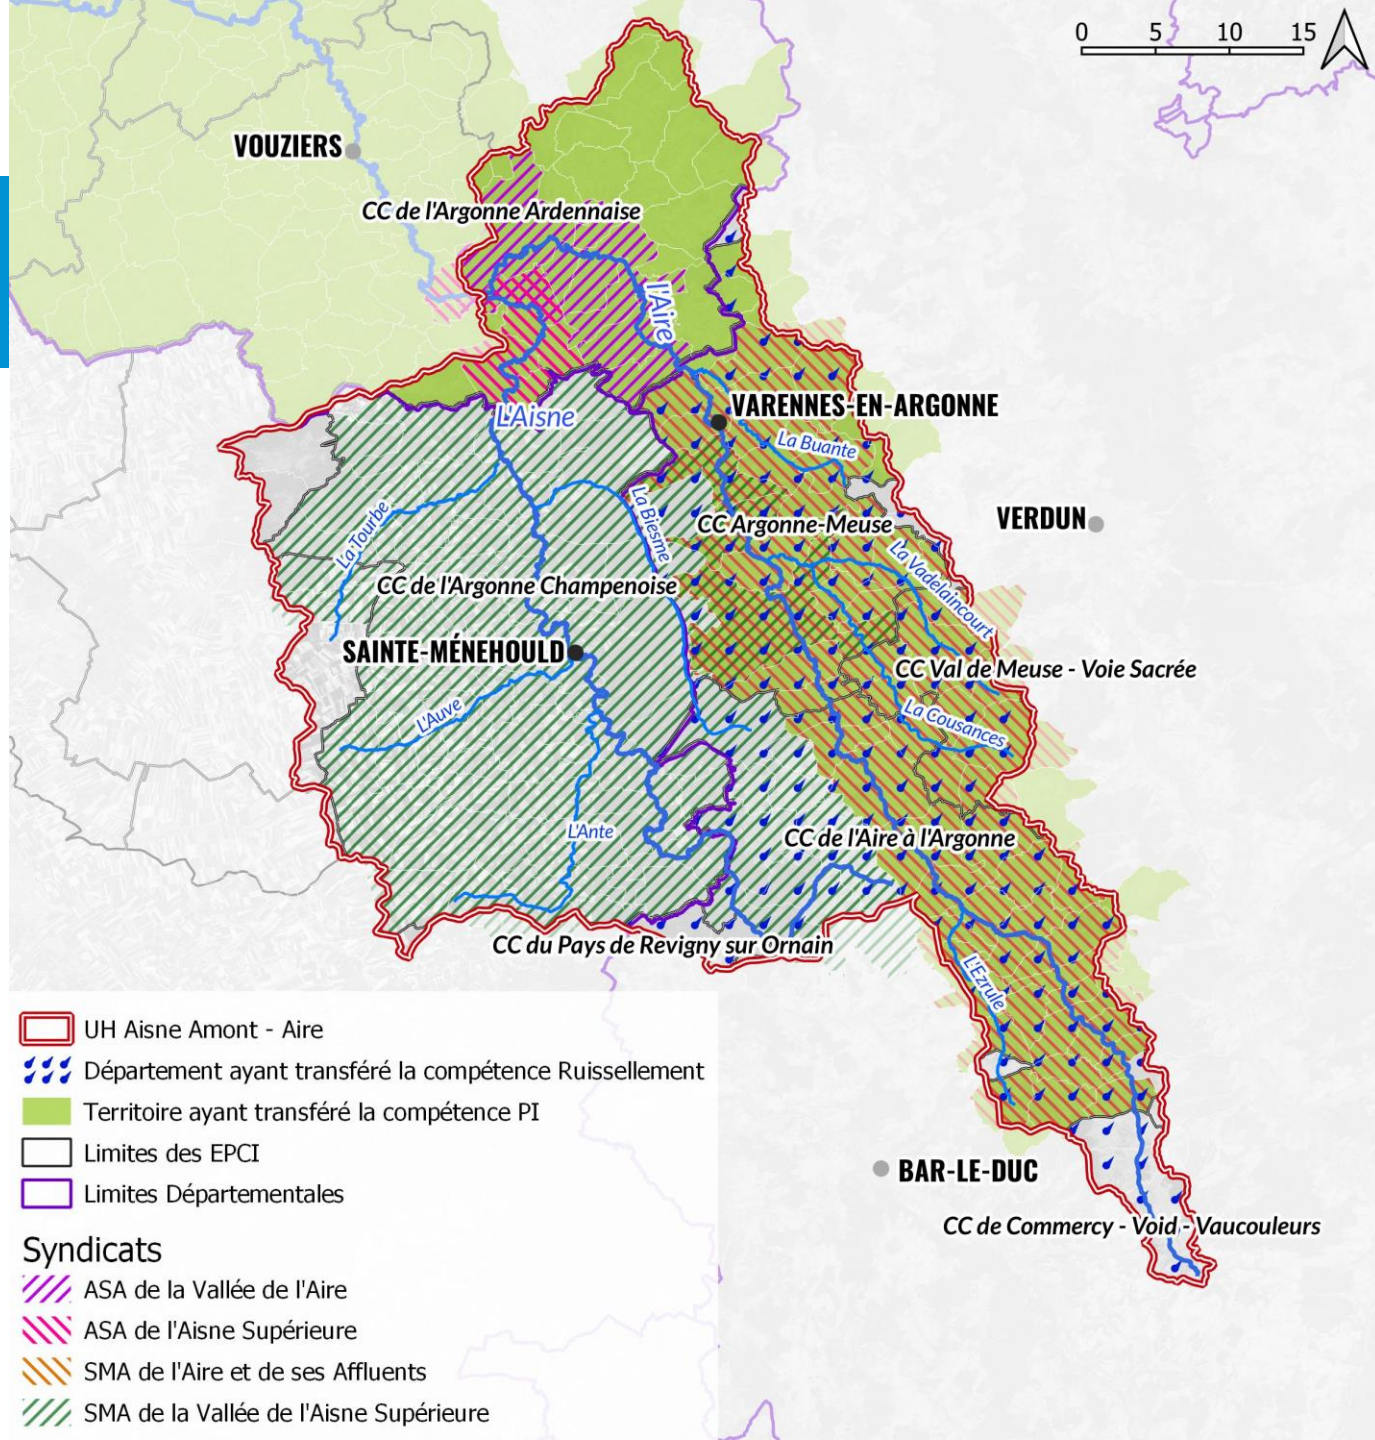 0 5 10 15
VOUZIERS
CC de l'Argonne Ardennaise
l'Aire
L'Aisne
VARENNES-EN-ARGONNE
La Buante
La Tourbe
La Biesme
CC Argonne-Meuse
VERDUN
La Vadelaincourt
CC de l'Argonne Champenoise
SAINTE-MÉNEHOULD
CC Val de Meuse - Voie Sacrée
L'Auve
La Cousances
L'Ante
CC de l'Aire à l'Argonne
CC du Pays de Revigny sur Ornain
L'Ezrule
BAR-LE-DUC
CC de Commercy - Void - Vaucouleurs
UH Aisne Amont - Aire
Département ayant transféré la compétence Ruissellement
Territoire ayant transféré la compétence PI
Limites des EPCI
Limites Départementales
Syndicats
ASA de la Vallée de l'Aire
ASA de l'Aisne Supérieure
SMA de l'Aire et de ses Affluents
SMA de la Vallée de l'Aisne Supérieure